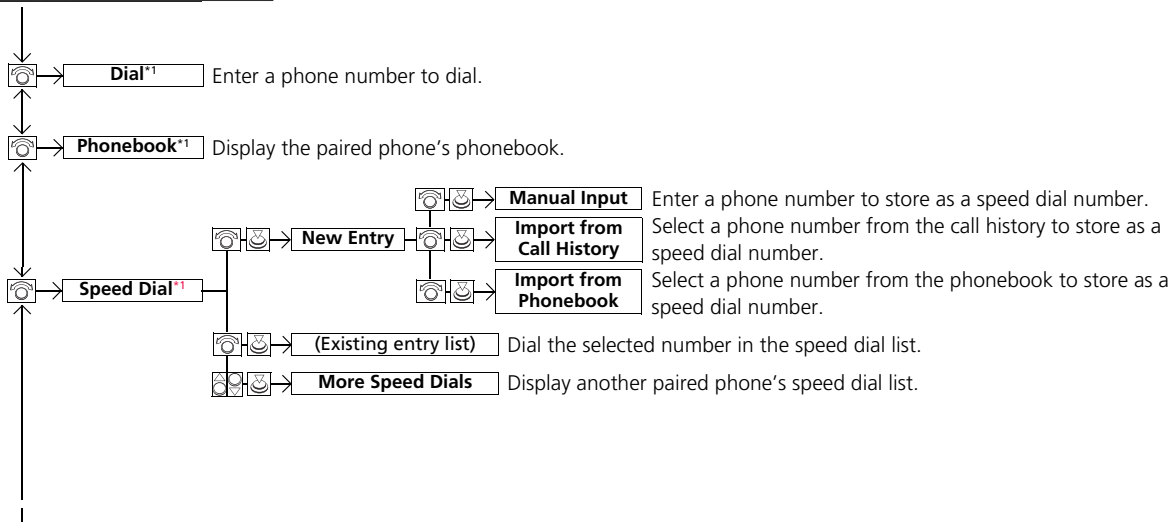 Dial*1 Enter a phone number to dial.
Phonebook*1 Display the paired phone's phonebook.
Manual Input Enter a phone number to store as a speed dial number.
New Entry
Import from
Call History
Select a phone number from the call history to store as a
speed dial number.
Speed Dial*1
Import from
Phonebook
Select a phone number from the phonebook to store as a
speed dial number.
(Existing entry list) Dial the selected number in the speed dial list.
More Speed Dials Display another paired phone's speed dial list.